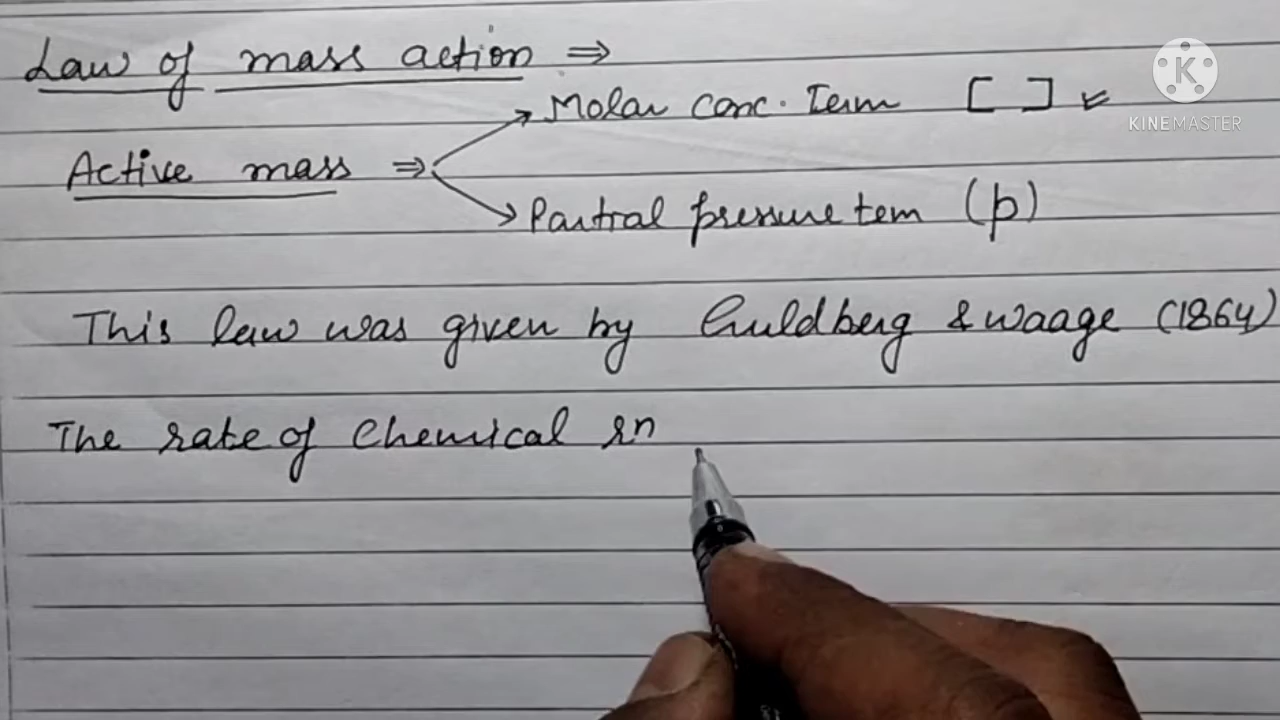 Law of mass action ⇒
Molar conc. Term [ ]
Active mass ⇒
Partial pressure tem (p)
This law was given by Guldberg & waage (1864)
The rate of Chemical rn
K
KINEMASTER